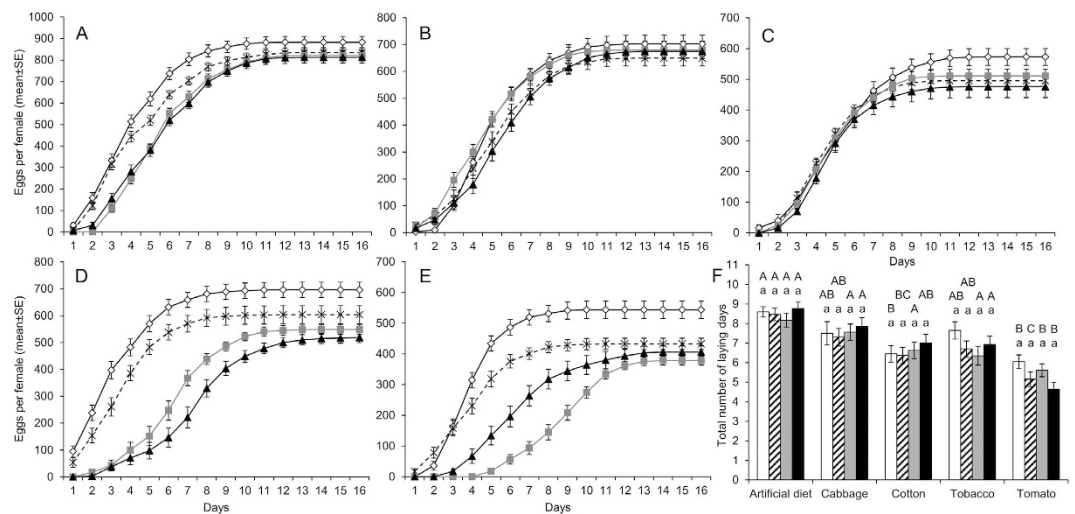 A
Eggs per female (mean±SE)
1000
900
800
700
600
500
400
300
200
100
0
1 2 3 4 5 6 7 8 9 10 11 12 13 14 15 16
B
800
700
600
500
400
300
200
100
0
1 2 3 4 5 6 7 8 9 10 11 12 13 14 15 16
C
700
600
500
400
300
200
100
0
1 2 3 4 5 6 7 8 9 10 11 12 13 14 15 16
Days
D
Eggs per female (mean±SE)
800
700
600
500
400
300
200
100
0
1 2 3 4 5 6 7 8 9 10 11 12 13 14 15 16
Days
E
700
600
500
400
300
200
100
0
1 2 3 4 5 6 7 8 9 10 11 12 13 14 15 16
Days
F
Total number of laying days
11
10
9
8
7
6
5
4
3
2
1
0
A A A A
a a a a
AB
AB a A A
a a a
BC AB
B a A a
a a
AB
AB a A A
a a a
B C B B
a a a a
Artificial diet Cabbage Cotton Tobacco Tomato